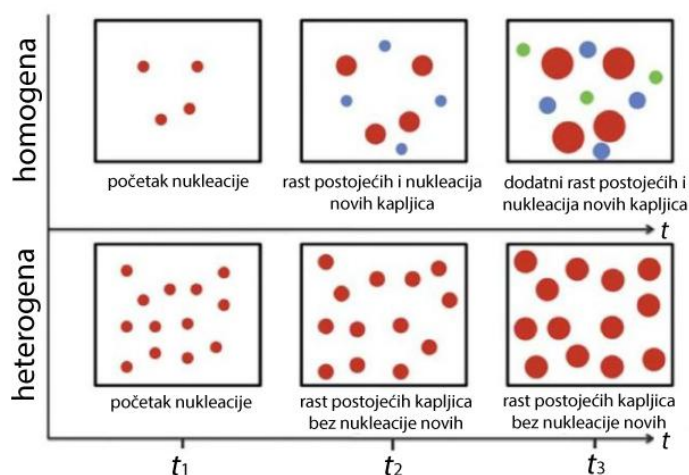 homogena
početak nukleacije
rast postojećih i nukleacija
novih kapljica
dodatni rast postojećih i
nukleacija novih kapljica
t
heterogena
početak nukleacije
rast postojećih kapljica
bez nukleacije novih
rast postojećih kapljica
bez nukleacije novih
t
t1
t2
t3